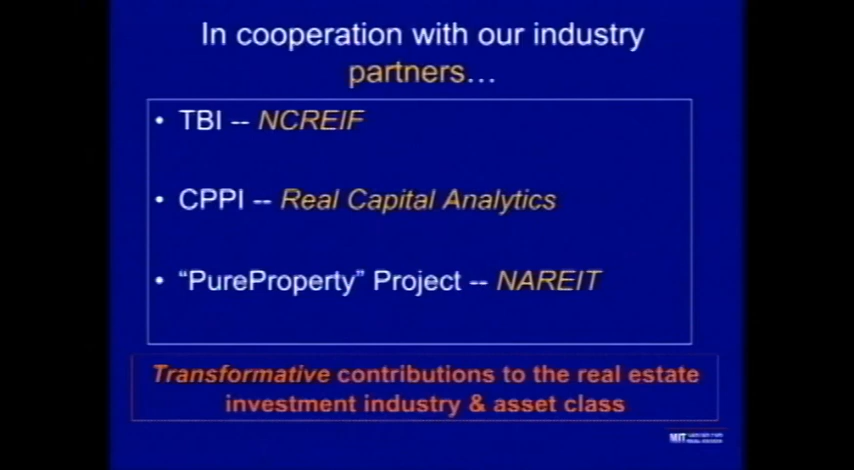 In cooperation with our industry
partners…
• TBI -- NCREIF
• CPPI -- Real Capital Analytics
• “PureProperty” Project -- NAREIT
Transformative contributions to the real estate
investment industry & asset class
MIT